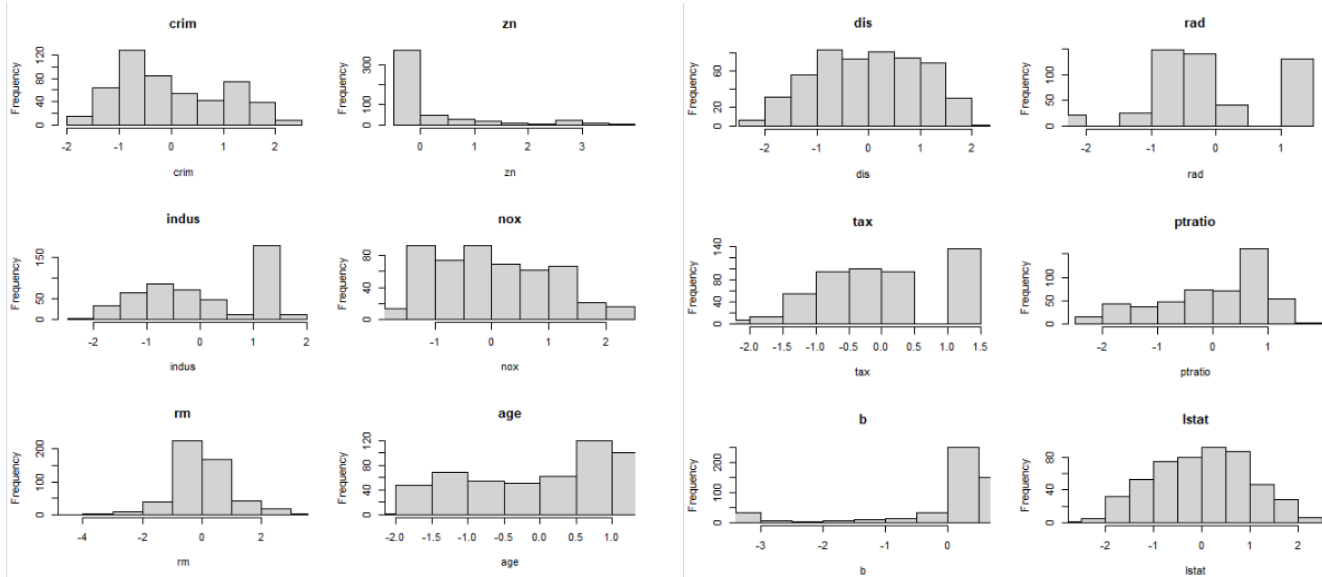 crim
Frequency
0 40 80 120
-2 -1 0 1 2
crim
zn
Frequency
0 100 300
0 1 2 3
zn
dis
Frequency
0 20 60
-2 -1 0 1 2
dis
rad
Frequency
0 50 100
-2 -1 0 1
rad
indus
Frequency
0 50 150
-2 -1 0 1 2
indus
nox
Frequency
0 40 80
-1 0 1 2
nox
tax
Frequency
0 40 80 140
-2.0 -1.5 -1.0 -0.5 0.0 0.5 1.0 1.5
tax
ptratio
Frequency
0 50 100
-2 -1 0 1
ptratio
rm
Frequency
0 100 200
-4 -2 0 2
rm
age
Frequency
0 40 80 120
-2.0 -1.5 -1.0 -0.5 0.0 0.5 1.0
age
b
Frequency
0 100 200
-3 -2 -1 0
b
lstat
Frequency
0 40 80
-2 -1 0 1 2
lstat